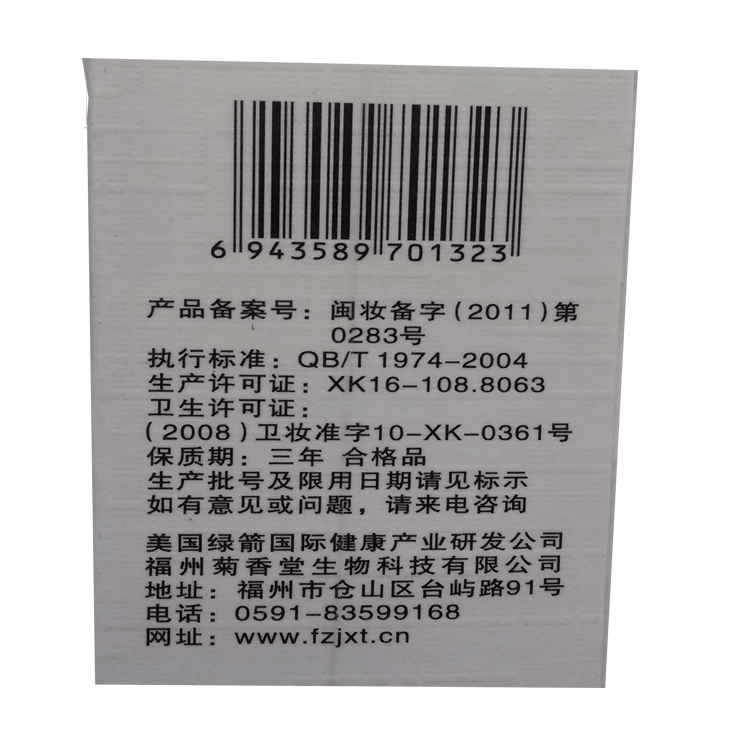 6 943589 701323
产品备案号：闽妆备字(2011)第
0283号
执行标准：QB/T 1974-2004
生产许可证：XK16-108.8063
卫生许可证：
(2008)卫妆准字10-XK-0361号
保质期：三年 合格品
生产批号及限用日期请见标示
如有意见或问题，请来电咨询
美国绿箭国际健康产业研发公司
福州菊香堂生物科技有限公司
地址：福州市仓山区台屿路91号
电话：0591-83599168
网址：www.fzjxt.cn